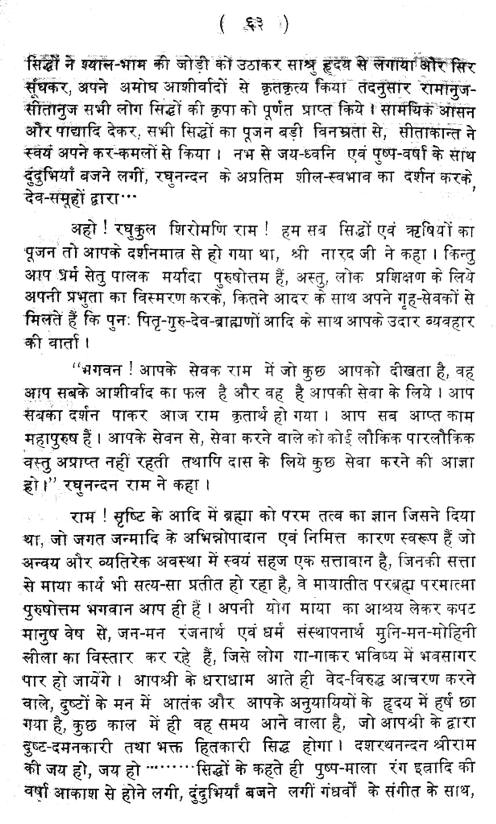 ( ६३ )
सिद्धों ने श्याल-भाम की जोड़ी को उठाकर साश्रु हृदय से लगाया और सिर
सूंघकर, अपने अमोघ आशीर्वादों से कृतकृत्य किया तदनुसार रामानुज-
सीतानुज सभी लोग सिद्धों की कृपा को पूर्णत प्राप्त किये। सामयिक आसन
और पाद्यादि देकर, सभी सिद्धों का पूजन बड़ी विनम्रता से, सीताकान्त ने
स्वयं अपने कर-कमलों से किया। नभ से जय-ध्वनि एवं पुष्प-वर्षा के साथ
दुंदुभियाँ बजने लगीं, रघुनन्दन के अप्रतिम शील-स्वभाव का दर्शन करके,
देव-समूहों द्वारा···
अहो ! रघुकुल शिरोमणि राम ! हम सब सिद्धों एवं ऋषियों का
पूजन तो आपके दर्शनमात्र से हो गया था, श्री नारद जी ने कहा। किन्तु
आप धर्म सेतु पालक मर्यादा पुरुषोत्तम हैं, अस्तु, लोक प्रशिक्षण के लिये
अपनी प्रभुता का विस्मरण करके, कितने आदर के साथ अपने गृह-सेवकों से
मिलते हैं कि पुनः पितृ-गुरु-देव-ब्राह्मणों आदि के साथ आपके उदार व्यवहार
की वार्ता।
"भगवन ! आपके सेवक राम में जो कुछ आपको दीखता है, वह
आप सबके आशीर्वाद का फल है और वह है आपकी सेवा के लिये। आप
सबका दर्शन पाकर आज राम कृतार्थ हो गया। आप सब आप्त काम
महापुरुष हैं। आपके सेवन से, सेवा करने वाले को कोई लौकिक पारलौकिक
वस्तु अप्राप्त नहीं रहती तथापि दास के लिये कुछ सेवा करने की आज्ञा
हो।" रघुनन्दन राम ने कहा।
राम ! सृष्टि के आदि में ब्रह्मा को परम तत्व का ज्ञान जिसने दिया
था, जो जगत जन्मादि के अभिन्नोपादान एवं निमित्त कारण स्वरूप हैं जो
अन्वय और व्यतिरेक अवस्था में स्वयं सहज एक सत्तावान है, जिनकी सत्ता
से माया कार्य भी सत्य-सा प्रतीत हो रहा है, वे मायातीत परब्रह्म परमात्मा
पुरुषोत्तम भगवान आप ही हैं। अपनी योग माया का आश्रय लेकर कपट
मानुष वेष से, जन-मन रंजनार्थ एवं धर्म संस्थापनार्थ मुनि-मन-मोहिनी
लीला का विस्तार कर रहे हैं, जिसे लोग गा-गाकर भविष्य में भवसागर
पार हो जायेंगे। आपश्री के धराधाम आते ही वेद-विरुद्ध आचरण करने
वाले, दुष्टों के मन में आतंक और आपके अनुयायियों के हृदय में हर्ष छा
गया है, कुछ काल में ही वह समय आने वाला है, जो आपश्री के द्वारा
दुष्ट-दमनकारी तथा भक्त हितकारी सिद्ध होगा। दशरथनन्दन श्रीराम
की जय हो, जय हो ·········सिद्धों के कहते ही पुष्प-माला रंग इत्रादि की
वर्षा आकाश से होने लगी, दुंदुभियाँ बजने लगीं गंधर्वों के संगीत के साथ,